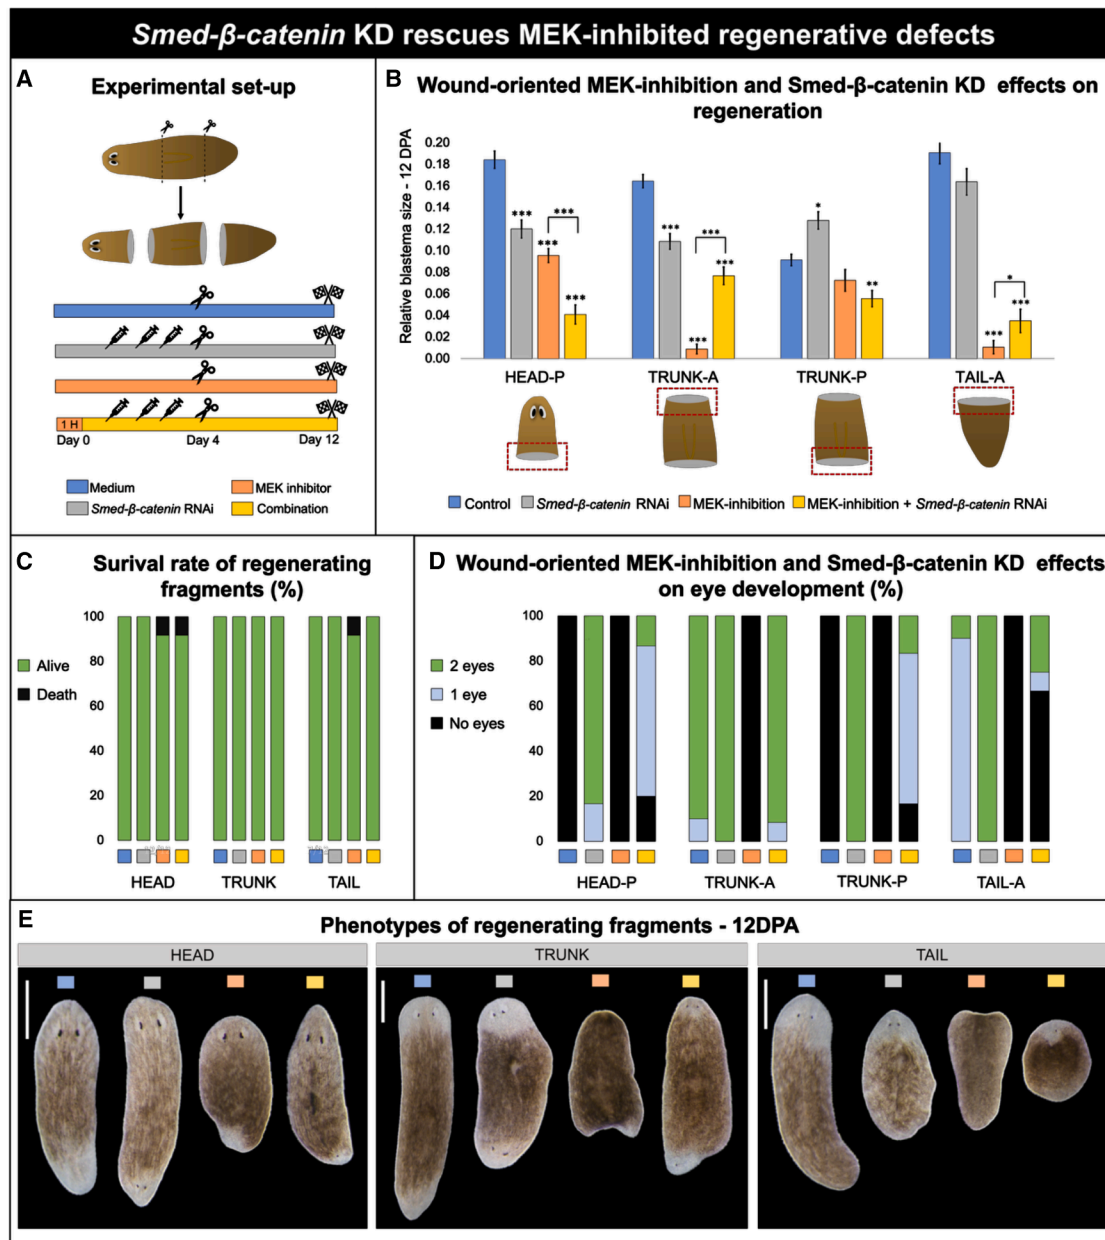 Smed-β-catenin KD rescues MEK-inhibited regenerative defects
A
Experimental set-up
1 H
Day 0
Day 4
Day 12
Medium
MEK inhibitor
Smed-β-catenin RNAi
Combination
B
Wound-oriented MEK-inhibition and Smed-β-catenin KD effects on
regeneration
Relative blastema size - 12 DPA
0.20
0.18
0.16
0.14
0.12
0.10
0.08
0.06
0.04
0.02
0.00
***
***
***
***
***
***
***
***
*
**
***
*
***
HEAD-P
TRUNK-A
TRUNK-P
TAIL-A
Control
Smed-β-catenin RNAi
MEK-inhibition
MEK-inhibition + Smed-β-catenin RNAi
C
Surival rate of regenerating
fragments (%)
Alive
Death
100
80
60
40
20
0
HEAD
TRUNK
TAIL
D
Wound-oriented MEK-inhibition and Smed-β-catenin KD effects
on eye development (%)
2 eyes
1 eye
No eyes
100
80
60
40
20
0
HEAD-P
TRUNK-A
TRUNK-P
TAIL-A
E
Phenotypes of regenerating fragments - 12DPA
HEAD
TRUNK
TAIL